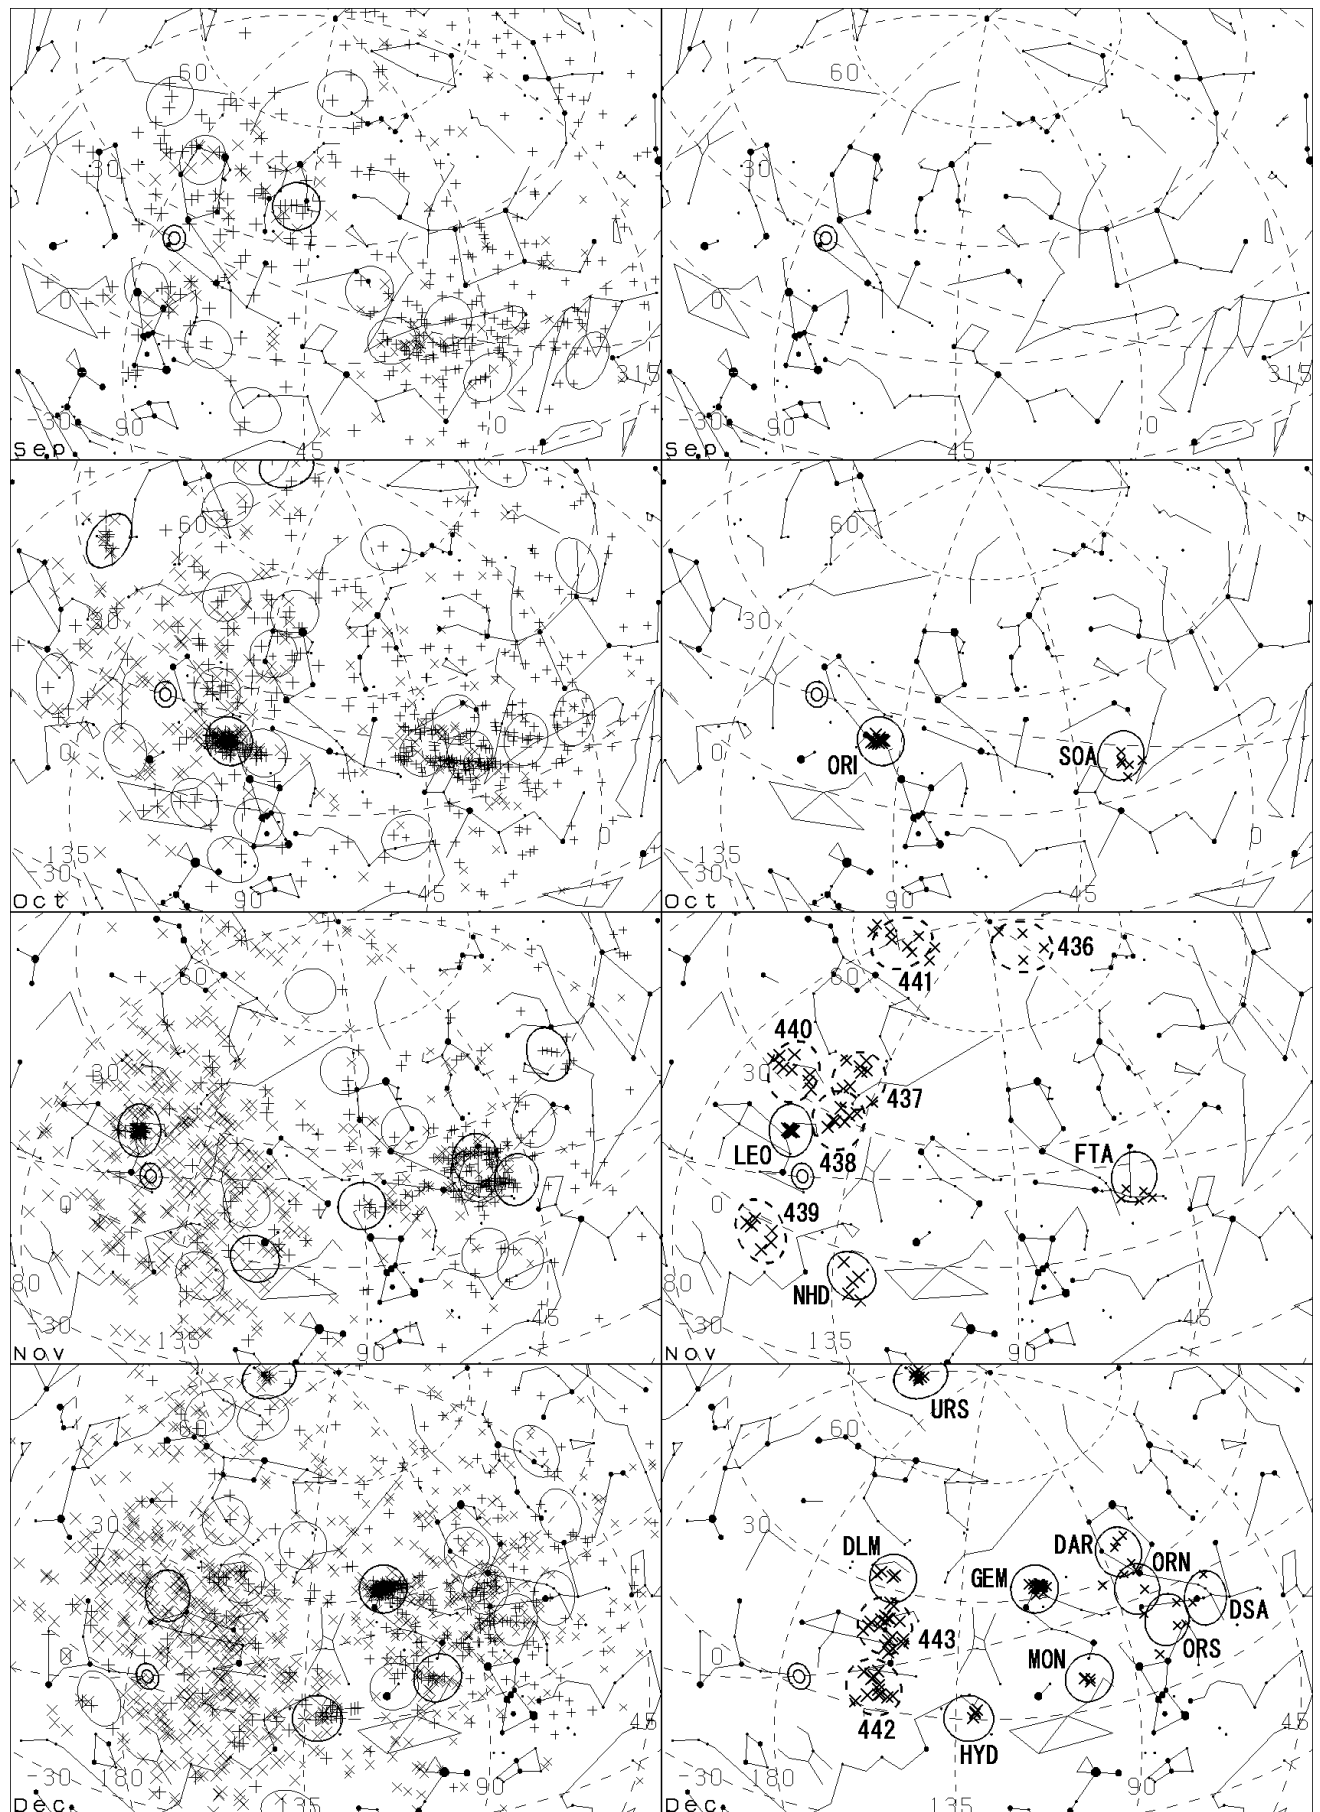 60 60
30 30
0 0
315 315
-30 90 0 -30 90 0
Sep 45 Sep 45
60 60
30 30
ORI SOA
0 0
0 0
135 135
-30 -30
Oct 90 45 Oct 90 45
436
60 60 441
440
30 30
437
LEO 438 FTA
0 0 439
80 NHD 80
-30 45 -30 45
135 135
Nov 90 Nov 90
URS
60 60
30 30
DLM DAR ORN
GEM
DSA
443 ORS
0 0 MON
442
45 HYD 45
-30 180 90 -30 180 90
Dec 135 Dec 135